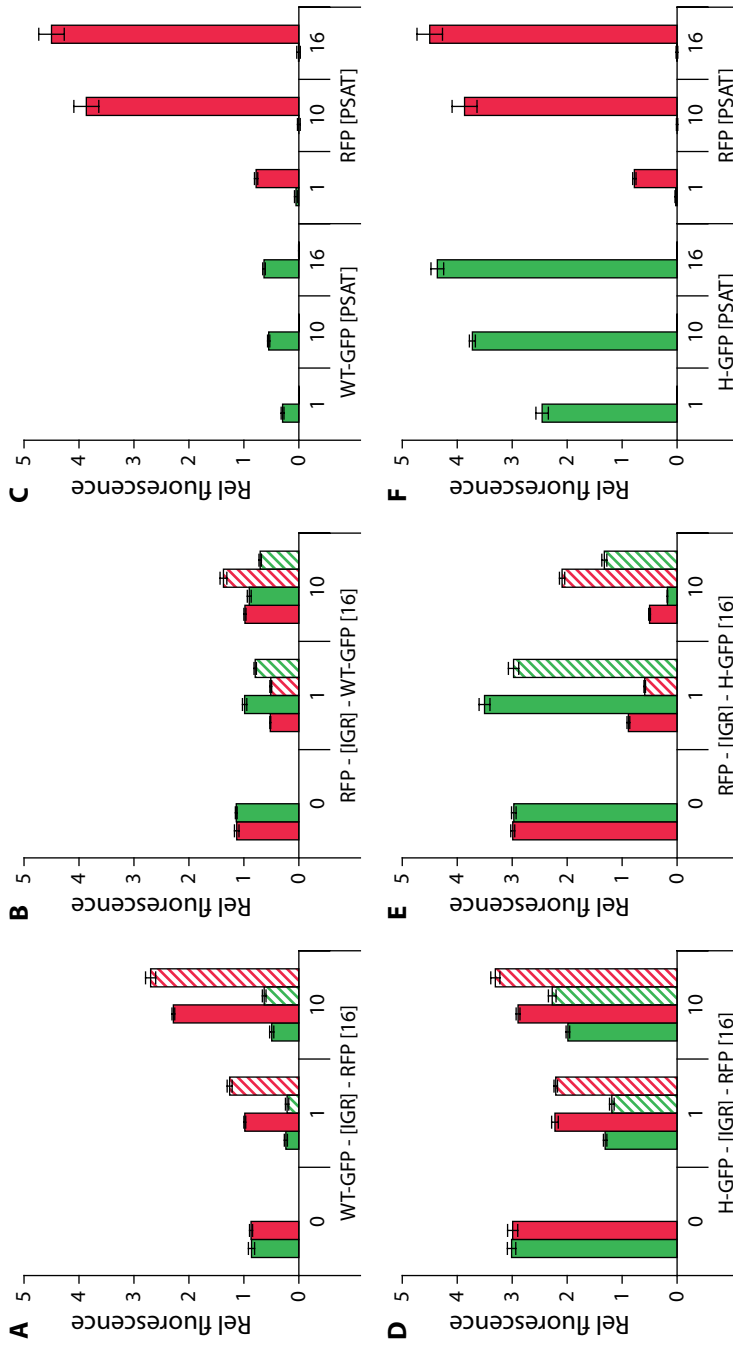 A
Rel fluorescence
5
4
3
2
1
0
0 1 10
WT-GFP - [IGR] - RFP [16]
B
Rel fluorescence
5
4
3
2
1
0
0 1 10
RFP - [IGR] - WT-GFP [16]
C
Rel fluorescence
5
4
3
2
1
0
1 10 16 1 10 16
WT-GFP [PSAT] RFP [PSAT]
D
Rel fluorescence
5
4
3
2
1
0
0 1 10
H-GFP - [IGR] - RFP [16]
E
Rel fluorescence
5
4
3
2
1
0
0 1 10
RFP - [IGR] - H-GFP [16]
F
Rel fluorescence
5
4
3
2
1
0
1 10 16 1 10 16
H-GFP [PSAT] RFP [PSAT]